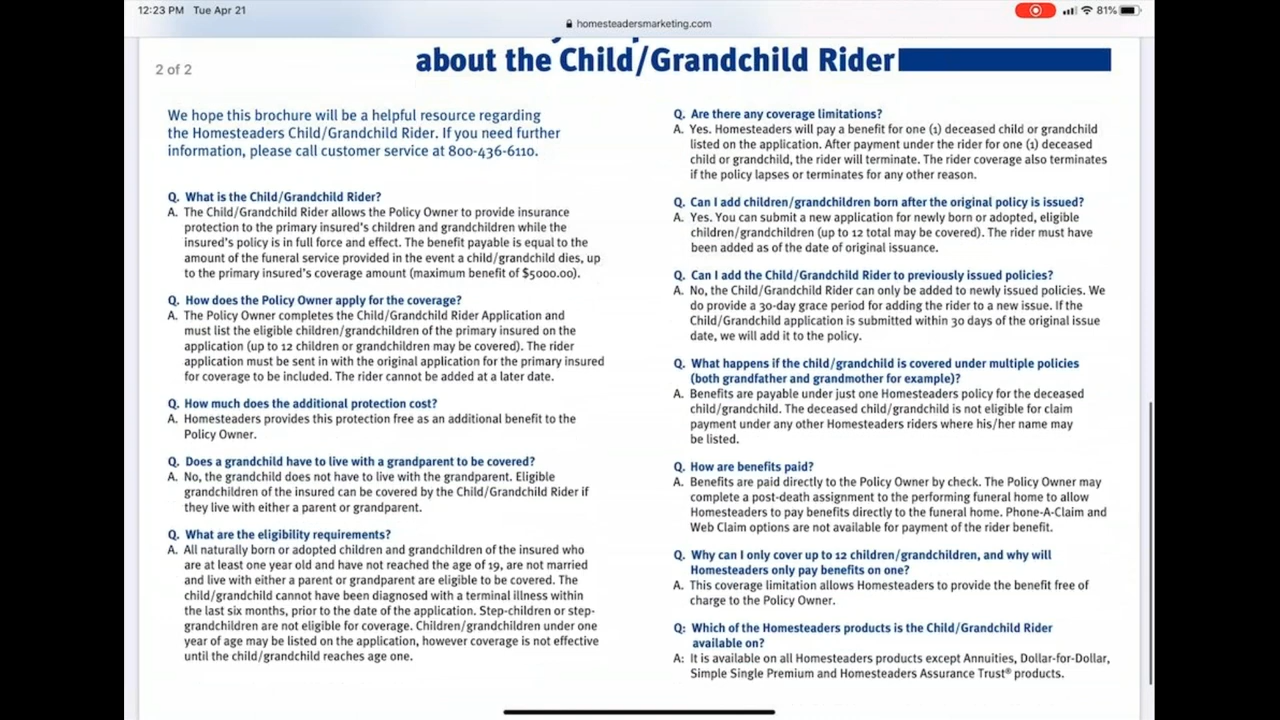 12:23 PM Tue Apr 21
81%
homesteadersmarketing.com
about the Child/Grandchild Rider
2 of 2
We hope this brochure will be a helpful resource regarding
the Homesteaders Child/Grandchild Rider. If you need further
information, please call customer service at 800-436-6110.
Q. What is the Child/Grandchild Rider?
A. The Child/Grandchild Rider allows the Policy Owner to provide insurance
protection to the primary insured's children and grandchildren while the
insured's policy is in full force and effect. The benefit payable is equal to the
amount of the funeral service provided in the event a child/grandchild dies, up
to the primary insured's coverage amount (maximum benefit of $5000.00).
Q. How does the Policy Owner apply for the coverage?
A. The Policy Owner completes the Child/Grandchild Rider Application and
must list the eligible children/grandchildren of the primary insured on the
application (up to 12 children or grandchildren may be covered). The rider
application must be sent in with the original application for the primary insured
for coverage to be included. The rider cannot be added at a later date.
Q. How much does the additional protection cost?
A. Homesteaders provides this protection free as an additional benefit to the
Policy Owner.
Q. Does a grandchild have to live with a grandparent to be covered?
A. No, the grandchild does not have to live with the grandparent. Eligible
grandchildren of the insured can be covered by the Child/Grandchild Rider if
they live with either a parent or grandparent.
Q. What are the eligibility requirements?
A. All naturally born or adopted children and grandchildren of the insured who
are at least one year old and have not reached the age of 19, are not married
and live with either a parent or grandparent are eligible to be covered. The
child/grandchild cannot have been diagnosed with a terminal illness within
the last six months, prior to the date of the application. Step-children or step-
grandchildren are not eligible for coverage. Children/grandchildren under one
year of age may be listed on the application, however coverage is not effective
until the child/grandchild reaches age one.
Q. Are there any coverage limitations?
A. Yes. Homesteaders will pay a benefit for one (1) deceased child or grandchild
listed on the application. After payment under the rider for one (1) deceased
child or grandchild, the rider will terminate. The rider coverage also terminates
if the policy lapses or terminates for any other reason.
Q. Can I add children/grandchildren born after the original policy is issued?
A. Yes. You can submit a new application for newly born or adopted, eligible
children/grandchildren (up to 12 total may be covered). The rider must have
been added as of the date of original issuance.
Q. Can I add the Child/Grandchild Rider to previously issued policies?
A. No, the Child/Grandchild Rider can only be added to newly issued policies. We
do provide a 30-day grace period for adding the rider to a new issue. If the
Child/Grandchild application is submitted within 30 days of the original issue
date, we will add it to the policy.
Q. What happens if the child/grandchild is covered under multiple policies
(both grandfather and grandmother for example)?
A. Benefits are payable under just one Homesteaders policy for the deceased
child/grandchild. The deceased child/grandchild is not eligible for claim
payment under any other Homesteaders riders where his/her name may
be listed.
Q. How are benefits paid?
A. Benefits are paid directly to the Policy Owner by check. The Policy Owner may
complete a post-death assignment to the performing funeral home to allow
Homesteaders to pay benefits directly to the funeral home. Phone-A-Claim and
Web Claim options are not available for payment of the rider benefit.
Q. Why can I only cover up to 12 children/grandchildren, and why will
Homesteaders only pay benefits on one?
A. This coverage limitation allows Homesteaders to provide the benefit free of
charge to the Policy Owner.
Q: Which of the Homesteaders products is the Child/Grandchild Rider
available on?
A: It is available on all Homesteaders products except Annuities, Dollar-for-Dollar,
Simple Single Premium and Homesteaders Assurance Trust® products.